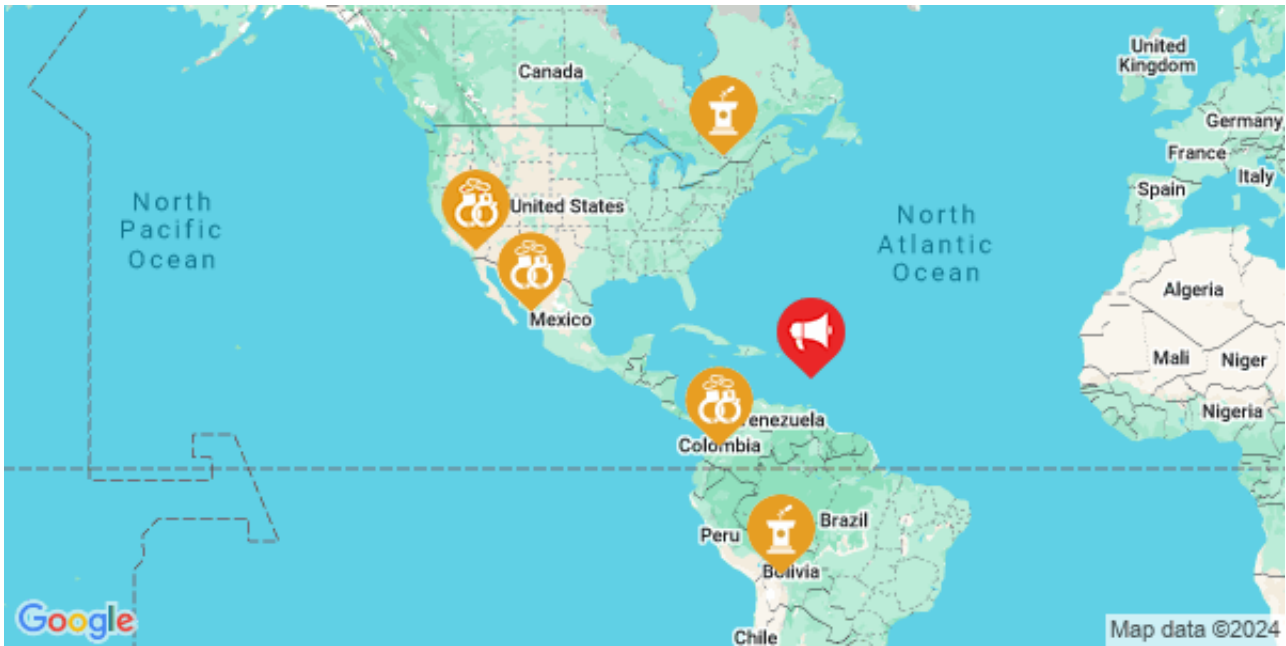 Canada
United
Kingdom
Germany
France
Italy
Spain
North
Pacific
Ocean
United States
North
Atlantic
Ocean
Algeria
Mexico
Mali
Niger
Nigeria
enezuela
Colombia
Peru
Brazil
Bolivia
Chile
Google
Map data ©2024